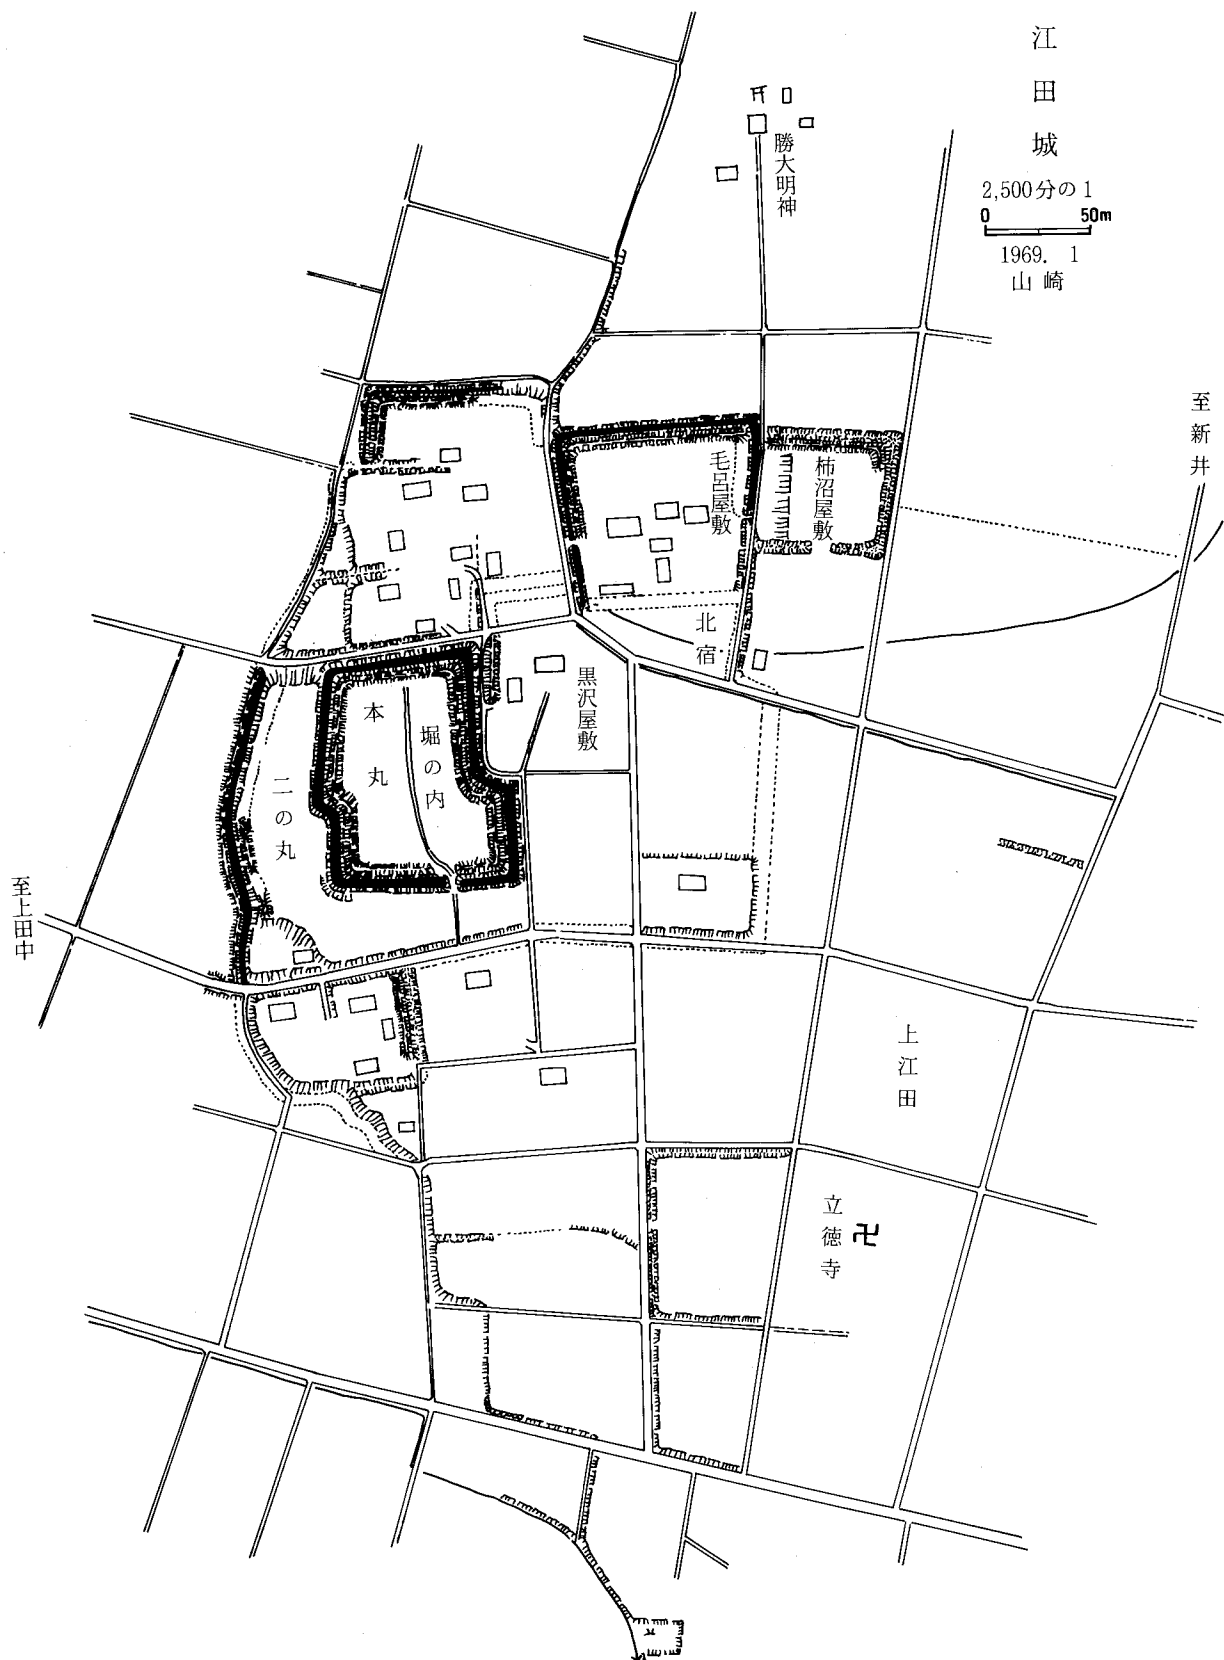 江田城
2,500分の1
0 50m
1969. 1
山崎
勝大明神
至新井
柿沼屋敷
毛呂屋敷
北宿
黒沢屋敷
堀の内
本丸
二の丸
至上田中
上江田
立徳寺
卍